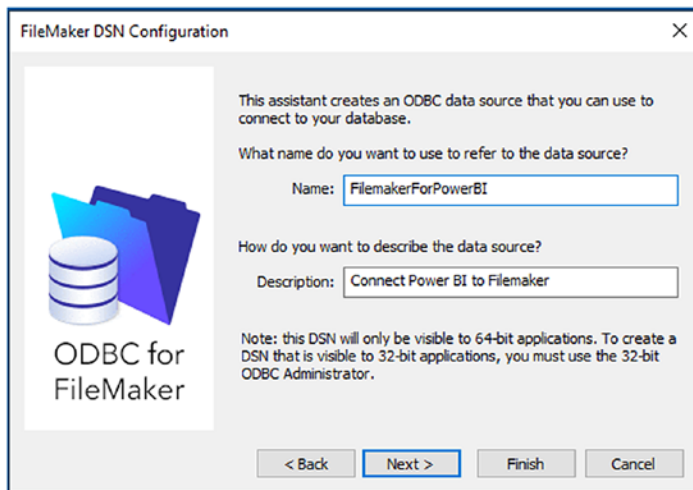 FileMaker DSN Configuration
This assistant creates an ODBC data source that you can use to
connect to your database.
What name do you want to use to refer to the data source?
Name: FilemakerForPowerBI
How do you want to describe the data source?
Description: Connect Power BI to Filemaker
Note: this DSN will only be visible to 64-bit applications. To create a
DSN that is visible to 32-bit applications, you must use the 32-bit
ODBC Administrator.
ODBC for
FileMaker
< Back Next > Finish Cancel